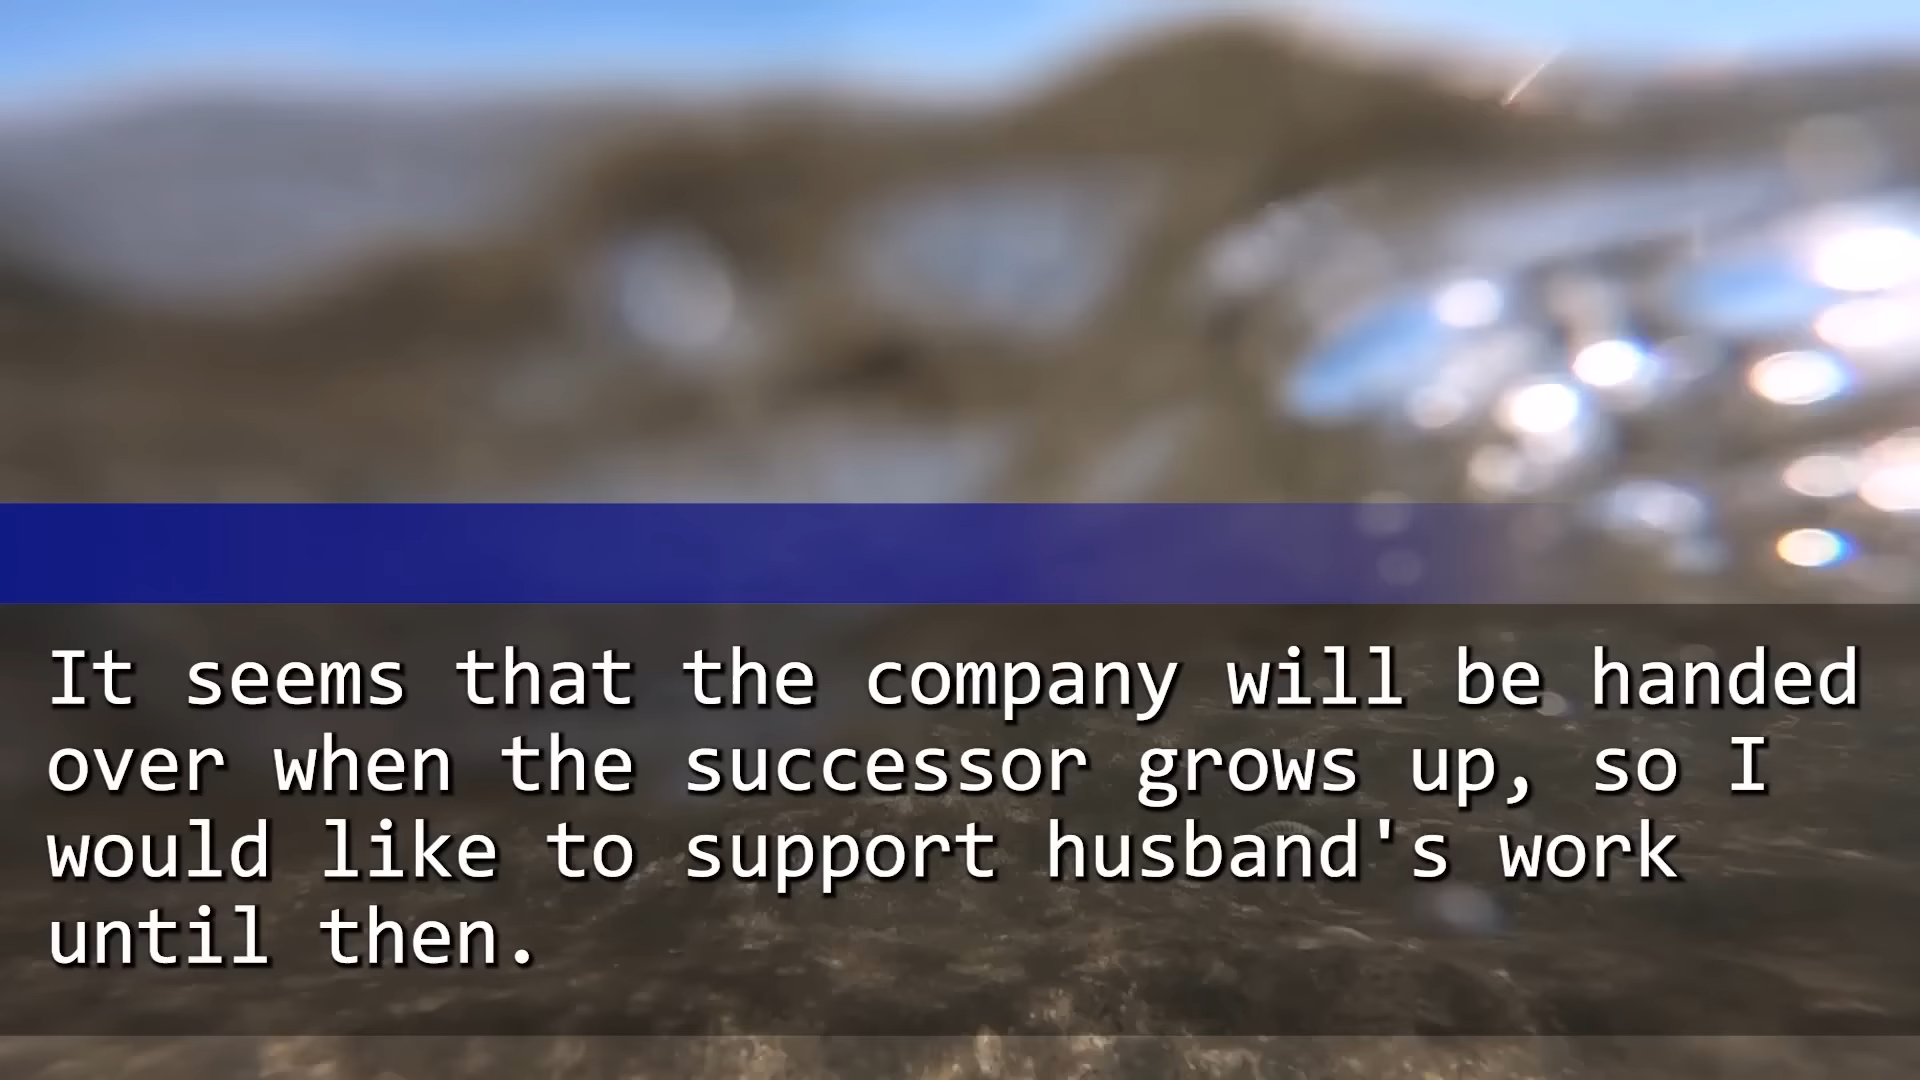 It seems that the company will be handed
over when the successor grows up, so I
would like to support husband's work
until then.